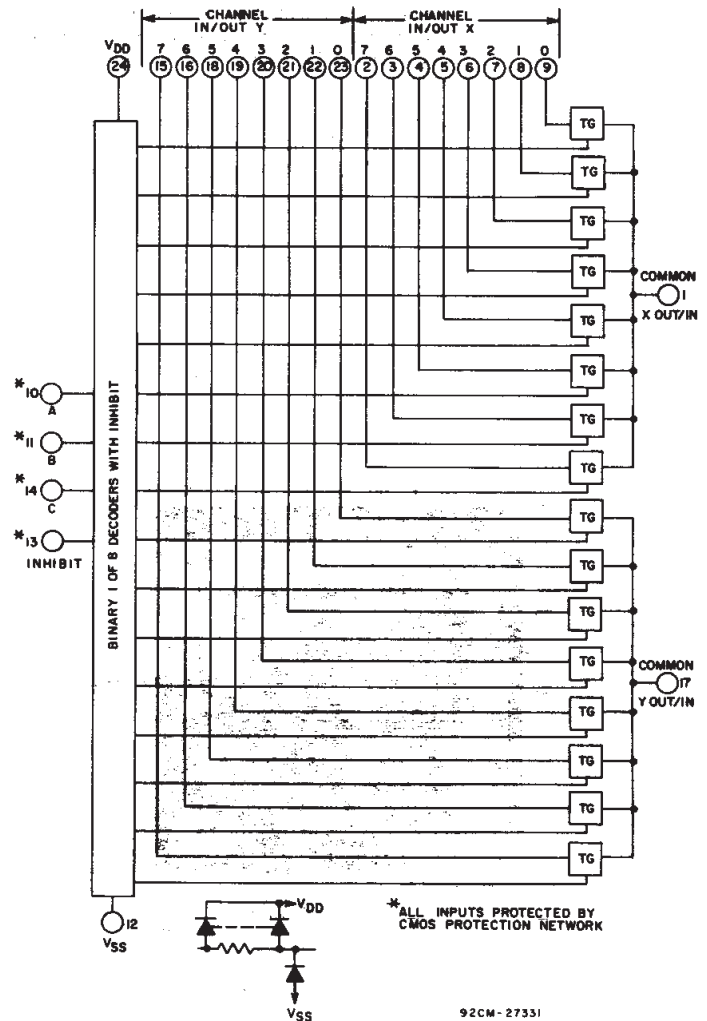 CHANNEL
IN/OUT Y
CHANNEL
IN/OUT X
VDD
7 6 5 4 3 2 1 0 7 6 5 4 3 2 1 0
24 15 16 18 19 20 21 22 23 2 3 4 5 6 7 8 9
TG
TG
TG
TG
COMMON
1
X OUT/IN
TG
TG
TG
TG
*10
A
*11
B
*14
C
*13
INHIBIT
BINARY 1 OF 8 DECODERS WITH INHIBIT
TG
TG
TG
TG
COMMON
17
Y OUT/IN
TG
TG
TG
TG
12
VSS
VDD
VSS
*ALL INPUTS PROTECTED BY
CMOS PROTECTION NETWORK
92CM-27331